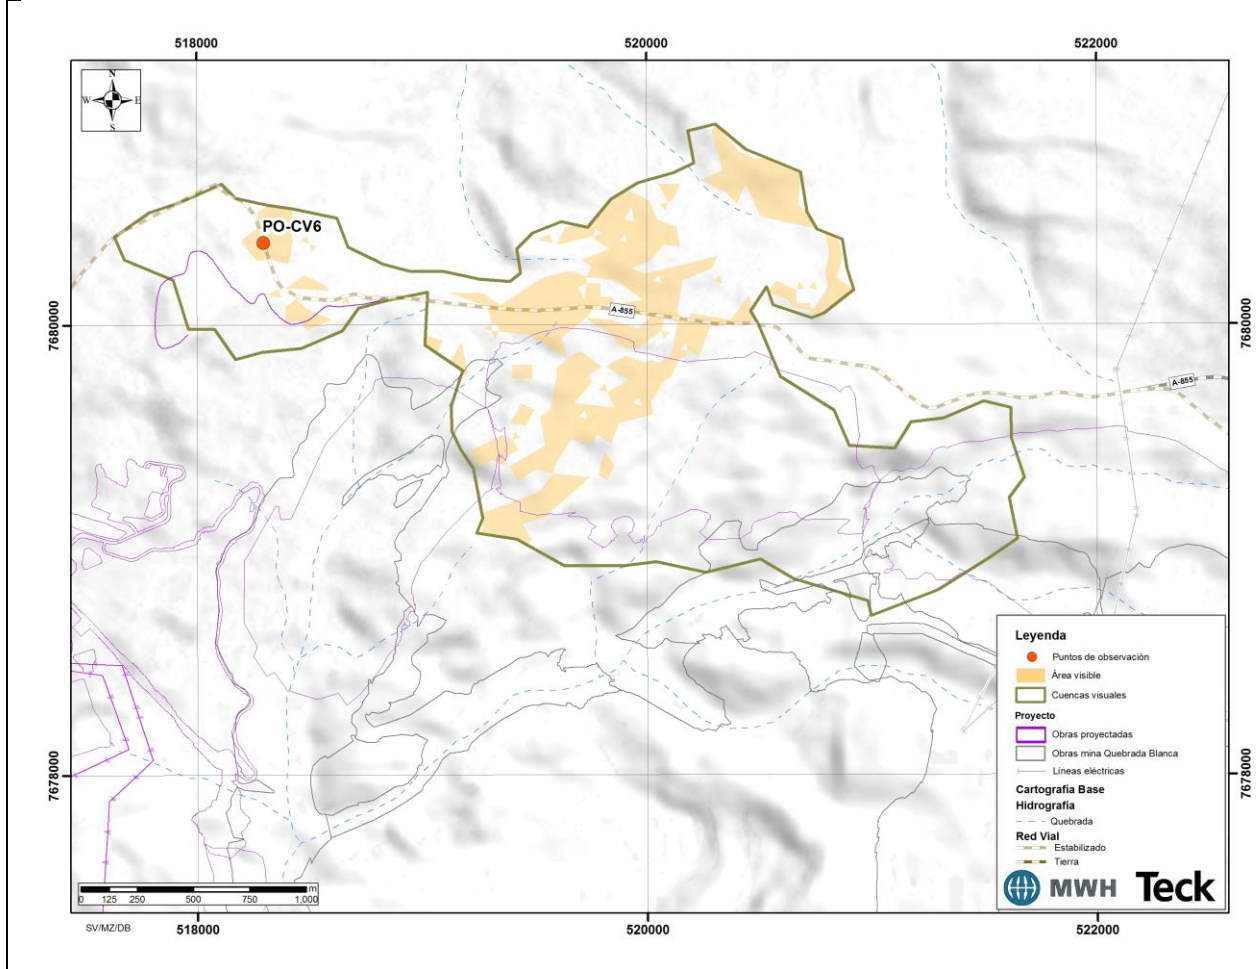 518000
520000
522000
N
W
E
S
PO-CV6
7680000
7680000
A-855
A-855
Leyenda
Puntos de observación
Área visible
Cuencas visuales
Proyecto
Obras proyectadas
Obras mina Quebrada Blanca
Líneas eléctricas
Cartografia Base
Hidrografía
Quebrada
Red Vial
Estabilizado
Tierra
MWH Teck
7678000
7678000
m
0 125 250 500 750 1,000
SV/MZ/DB
518000
520000
522000